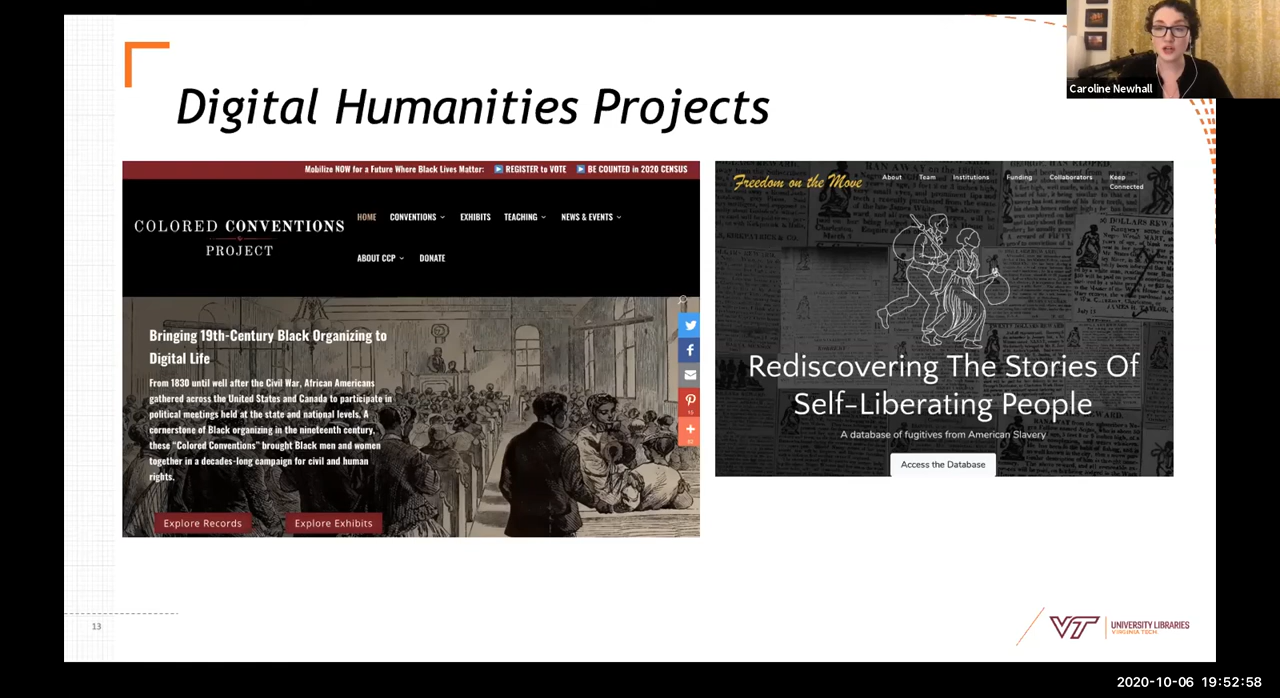 Caroline Newhall
Digital Humanities Projects
Mobilize NOW for a Future Where Black Lives Matter: REGISTER to VOTE BE COUNTED in 2020 CENSUS
COLORED CONVENTIONS
PROJECT
HOME CONVENTIONS EXHIBITS TEACHING NEWS & EVENTS
ABOUT CCP DONATE
Bringing 19th-Century Black Organizing to
Digital Life
From 1830 until well after the Civil War, African Americans
gathered across the United States and Canada to participate in
political meetings held at the state and national levels. A
cornerstone of Black organizing in the nineteenth century,
these “Colored Conventions” brought Black men and women
together in a decades-long campaign for civil and human
rights.
Explore Records Explore Exhibits
Freedom on the Move
About Team Institutions Funding Collaborators Keep
Connected
Rediscovering The Stories Of
Self-Liberating People
A database of fugitives from American Slavery
Access the Database
13
VT UNIVERSITY LIBRARIES
VIRGINIA TECH
2020-10-06 19:52:58